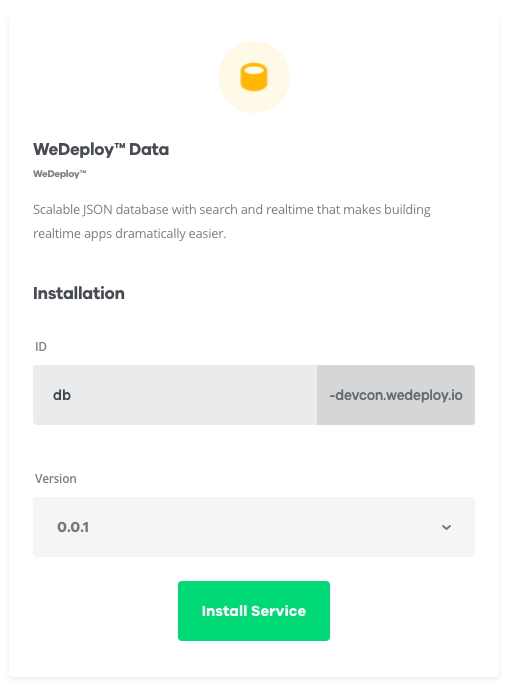 WeDeploy™ Data
WeDeploy™
Scalable JSON database with search and realtime that makes building
realtime apps dramatically easier.
Installation
ID
db -devcon.wedeploy.io
Version
0.0.1
Install Service